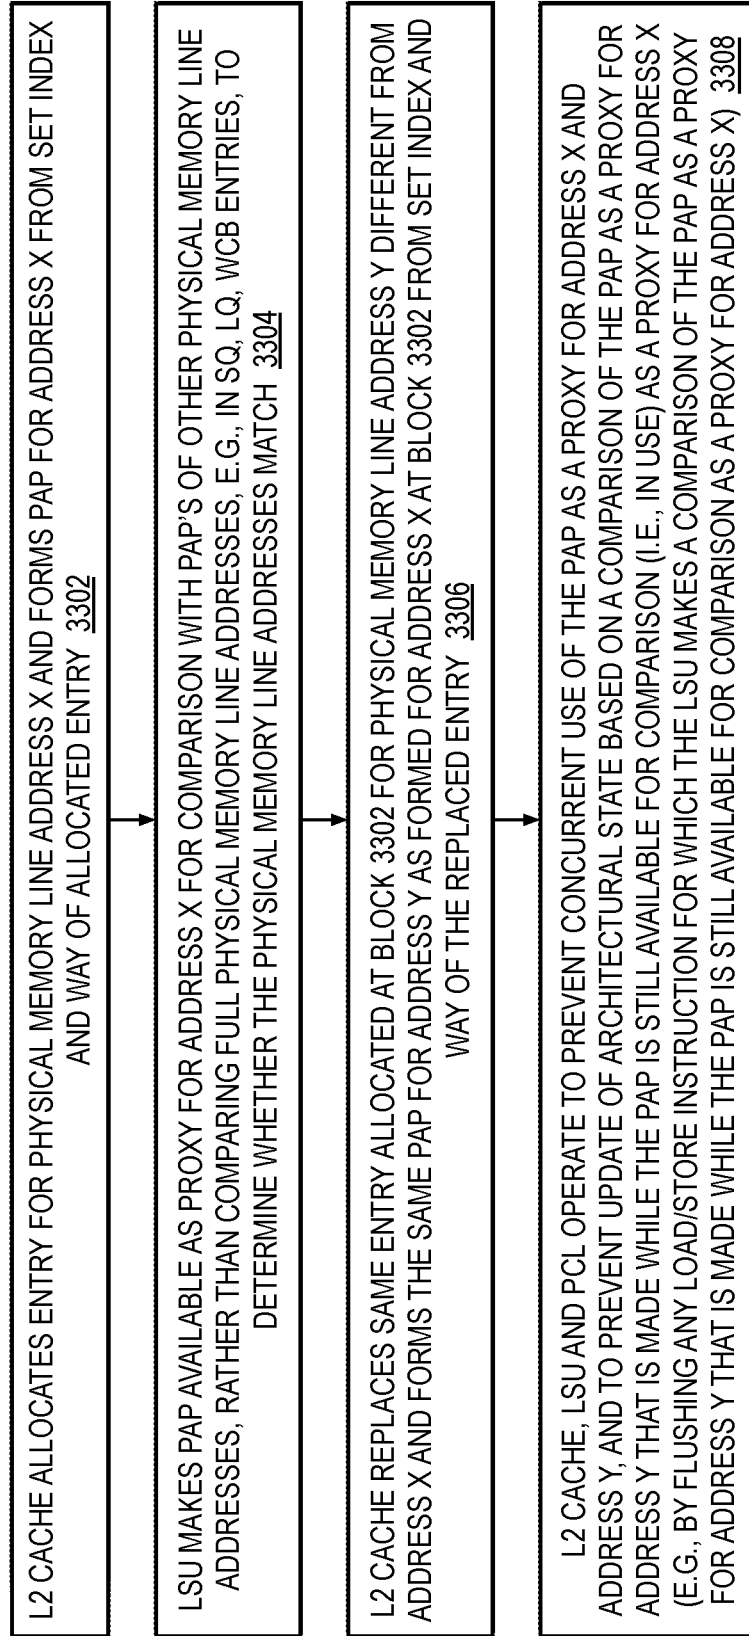 L2 CACHE ALLOCATES ENTRY FOR PHYSICAL MEMORY LINE ADDRESS X AND FORMS PAP FOR ADDRESS X FROM SET INDEX
AND WAY OF ALLOCATED ENTRY 3302
LSU MAKES PAP AVAILABLE AS PROXY FOR ADDRESS X FOR COMPARISON WITH PAP'S OF OTHER PHYSICAL MEMORY LINE
ADDRESSES, RATHER THAN COMPARING FULL PHYSICAL MEMORY LINE ADDRESSES, E.G., IN SQ, LQ, WCB ENTRIES, TO
DETERMINE WHETHER THE PHYSICAL MEMORY LINE ADDRESSES MATCH 3304
L2 CACHE REPLACES SAME ENTRY ALLOCATED AT BLOCK 3302 FOR PHYSICAL MEMORY LINE ADDRESS Y DIFFERENT FROM
ADDRESS X AND FORMS THE SAME PAP FOR ADDRESS Y AS FORMED FOR ADDRESS X AT BLOCK 3302 FROM SET INDEX AND
WAY OF THE REPLACED ENTRY 3306
L2 CACHE, LSU AND PCL OPERATE TO PREVENT CONCURRENT USE OF THE PAP AS A PROXY FOR ADDRESS X AND
ADDRESS Y, AND TO PREVENT UPDATE OF ARCHITECTURAL STATE BASED ON A COMPARISON OF THE PAP AS A PROXY FOR
ADDRESS Y THAT IS MADE WHILE THE PAP IS STILL AVAILABLE FOR COMPARISON (I.E., IN USE) AS A PROXY FOR ADDRESS X
(E.G., BY FLUSHING ANY LOAD/STORE INSTRUCTION FOR WHICH THE LSU MAKES A COMPARISON OF THE PAP AS A PROXY
FOR ADDRESS Y THAT IS MADE WHILE THE PAP IS STILL AVAILABLE FOR COMPARISON AS A PROXY FOR ADDRESS X) 3308